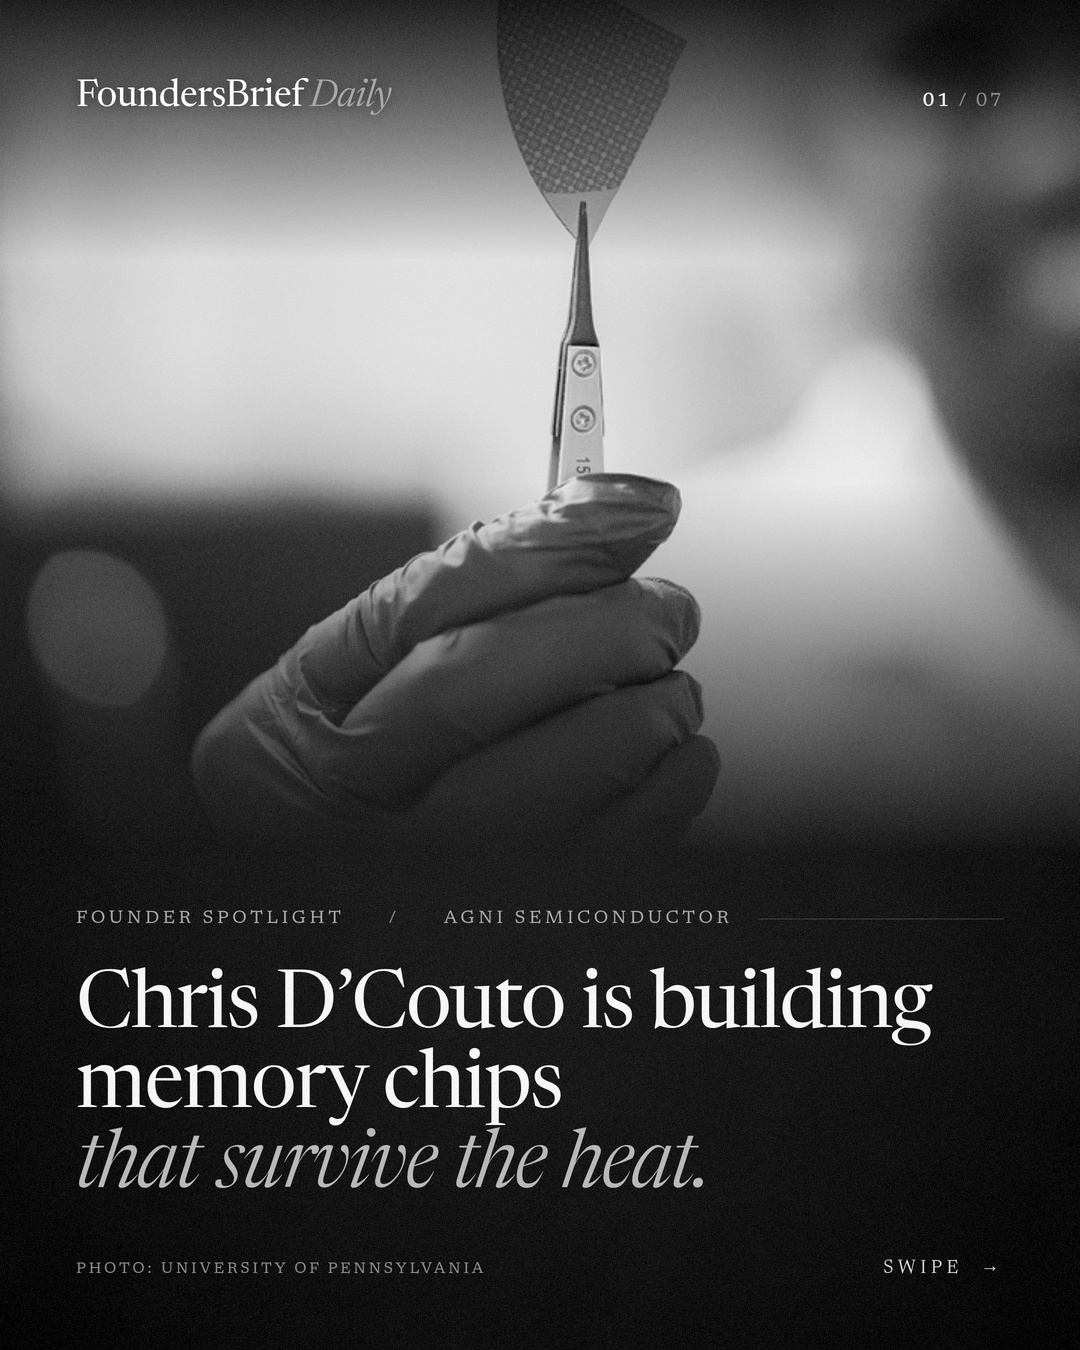 FoundersBrief Daily
01 / 07
15
FOUNDER SPOTLIGHT / AGNI SEMICONDUCTOR
Chris D’Couto is building
memory chips
that survive the heat.
PHOTO: UNIVERSITY OF PENNSYLVANIA
SWIPE →